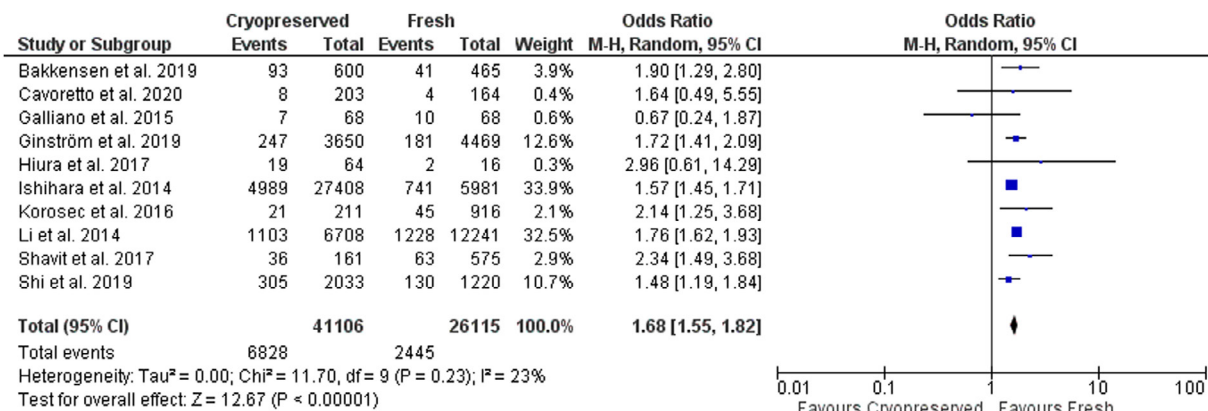 Cryopreserved Fresh Odds Ratio Odds Ratio
Study or Subgroup Events Total Events Total Weight M-H, Random, 95% CI M-H, Random, 95% CI
Bakkensen et al. 2019 93 600 41 465 3.9% 1.90 [1.29, 2.80]
Cavoretto et al. 2020 8 203 4 164 0.4% 1.64 [0.49, 5.55]
Galliano et al. 2015 7 68 10 68 0.6% 0.67 [0.24, 1.87]
Ginström et al. 2019 247 3650 181 4469 12.6% 1.72 [1.41, 2.09]
Hiura et al. 2017 19 64 2 16 0.3% 2.96 [0.61, 14.29]
Ishihara et al. 2014 4989 27408 741 5981 33.9% 1.57 [1.45, 1.71]
Korosec et al. 2016 21 211 45 916 2.1% 2.14 [1.25, 3.68]
Li et al. 2014 1103 6708 1228 12241 32.5% 1.76 [1.62, 1.93]
Shavit et al. 2017 36 161 63 575 2.9% 2.34 [1.49, 3.68]
Shi et al. 2019 305 2033 130 1220 10.7% 1.48 [1.19, 1.84]
Total (95% CI) 41106 26115 100.0% 1.68 [1.55, 1.82]
Total events 6828 2445
Heterogeneity: Tau² = 0.00; Chi² = 11.70, df = 9 (P = 0.23); I² = 23%
Test for overall effect: Z = 12.67 (P < 0.00001)
0.01 0.1 1 10 100
Favours Cryopreserved Favours Fresh